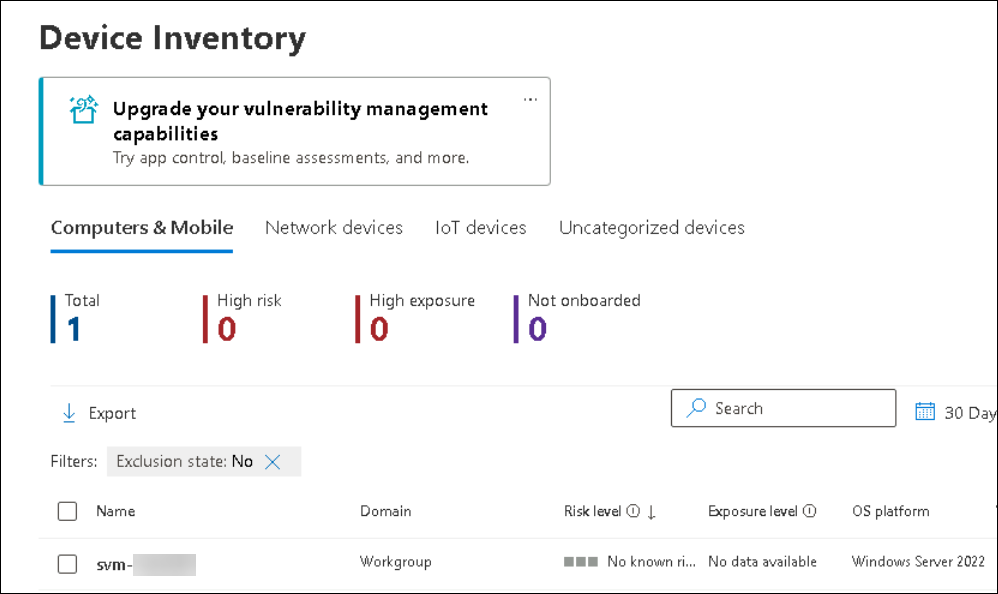 Device Inventory
Upgrade your vulnerability management
...
capabilities
Try app control, baseline assessments, and more.
Computers & Mobile Network devices IoT devices Uncategorized devices
Total High risk High exposure Not onboarded
1 0 0 0
Export Search 30 Day
Filters: Exclusion state: No
Name Domain Risk level Exposure level OS platform
svm- Workgroup No known ri... No data available Windows Server 2022